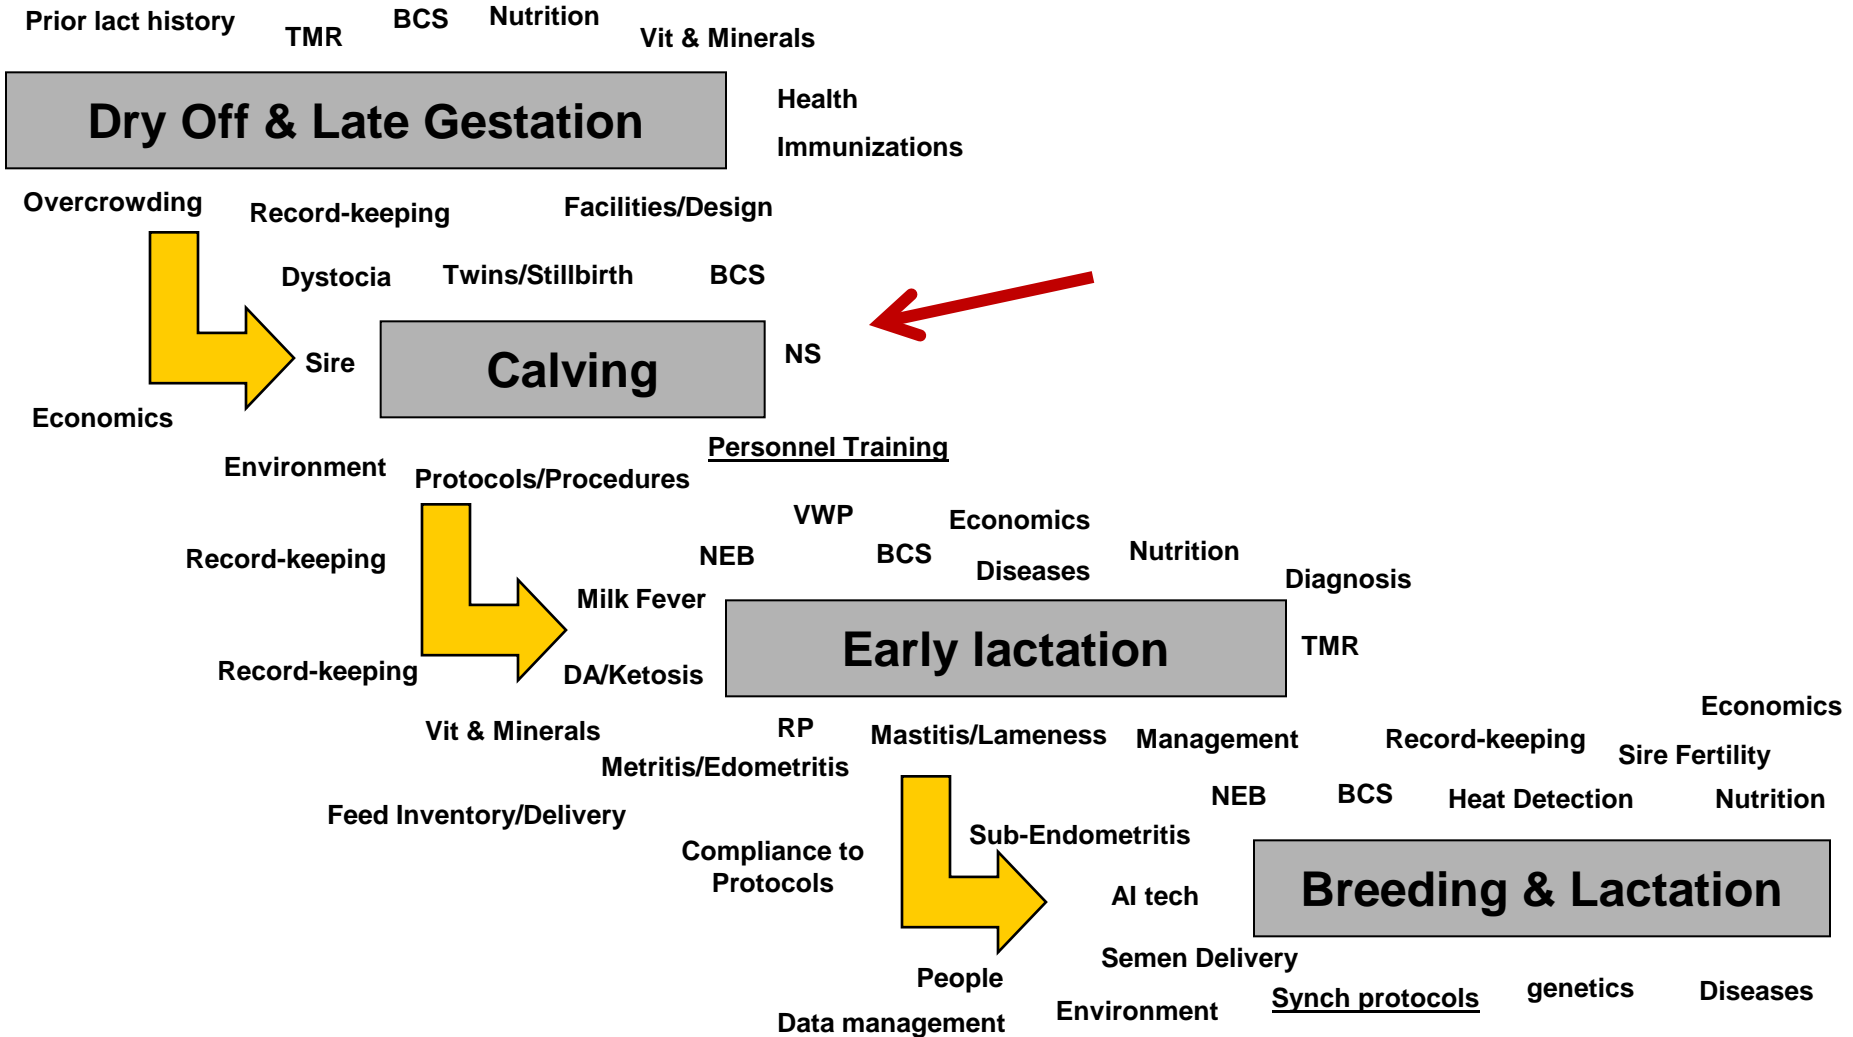 Prior lact history
TMR
BCS
Nutrition
Vit & Minerals
Dry Off & Late Gestation
Health
Immunizations
Overcrowding
Record-keeping
Facilities/Design
Dystocia
Twins/Stillbirth
BCS
Sire
Calving
NS
Economics
Personnel Training
Environment
Protocols/Procedures
VWP
Economics
Record-keeping
NEB
BCS
Diseases
Nutrition
Diagnosis
Milk Fever
Early lactation
TMR
Record-keeping
DA/Ketosis
Vit & Minerals
RP
Mastitis/Lameness
Management
Record-keeping
Economics
Sire Fertility
Metritis/Edometritis
NEB
BCS
Heat Detection
Nutrition
Feed Inventory/Delivery
Sub-Endometritis
Compliance to
Protocols
AI tech
Breeding & Lactation
Semen Delivery
People
Environment
Synch protocols
genetics
Diseases
Data management